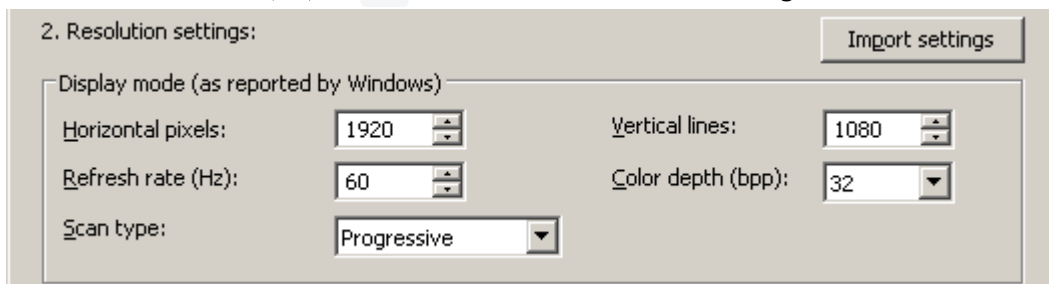 2. Resolution settings:
Import settings
Display mode (as reported by Windows)
Horizontal pixels: 1920 Vertical lines: 1080
Refresh rate (Hz): 60 Color depth (bpp): 32
Scan type: Progressive